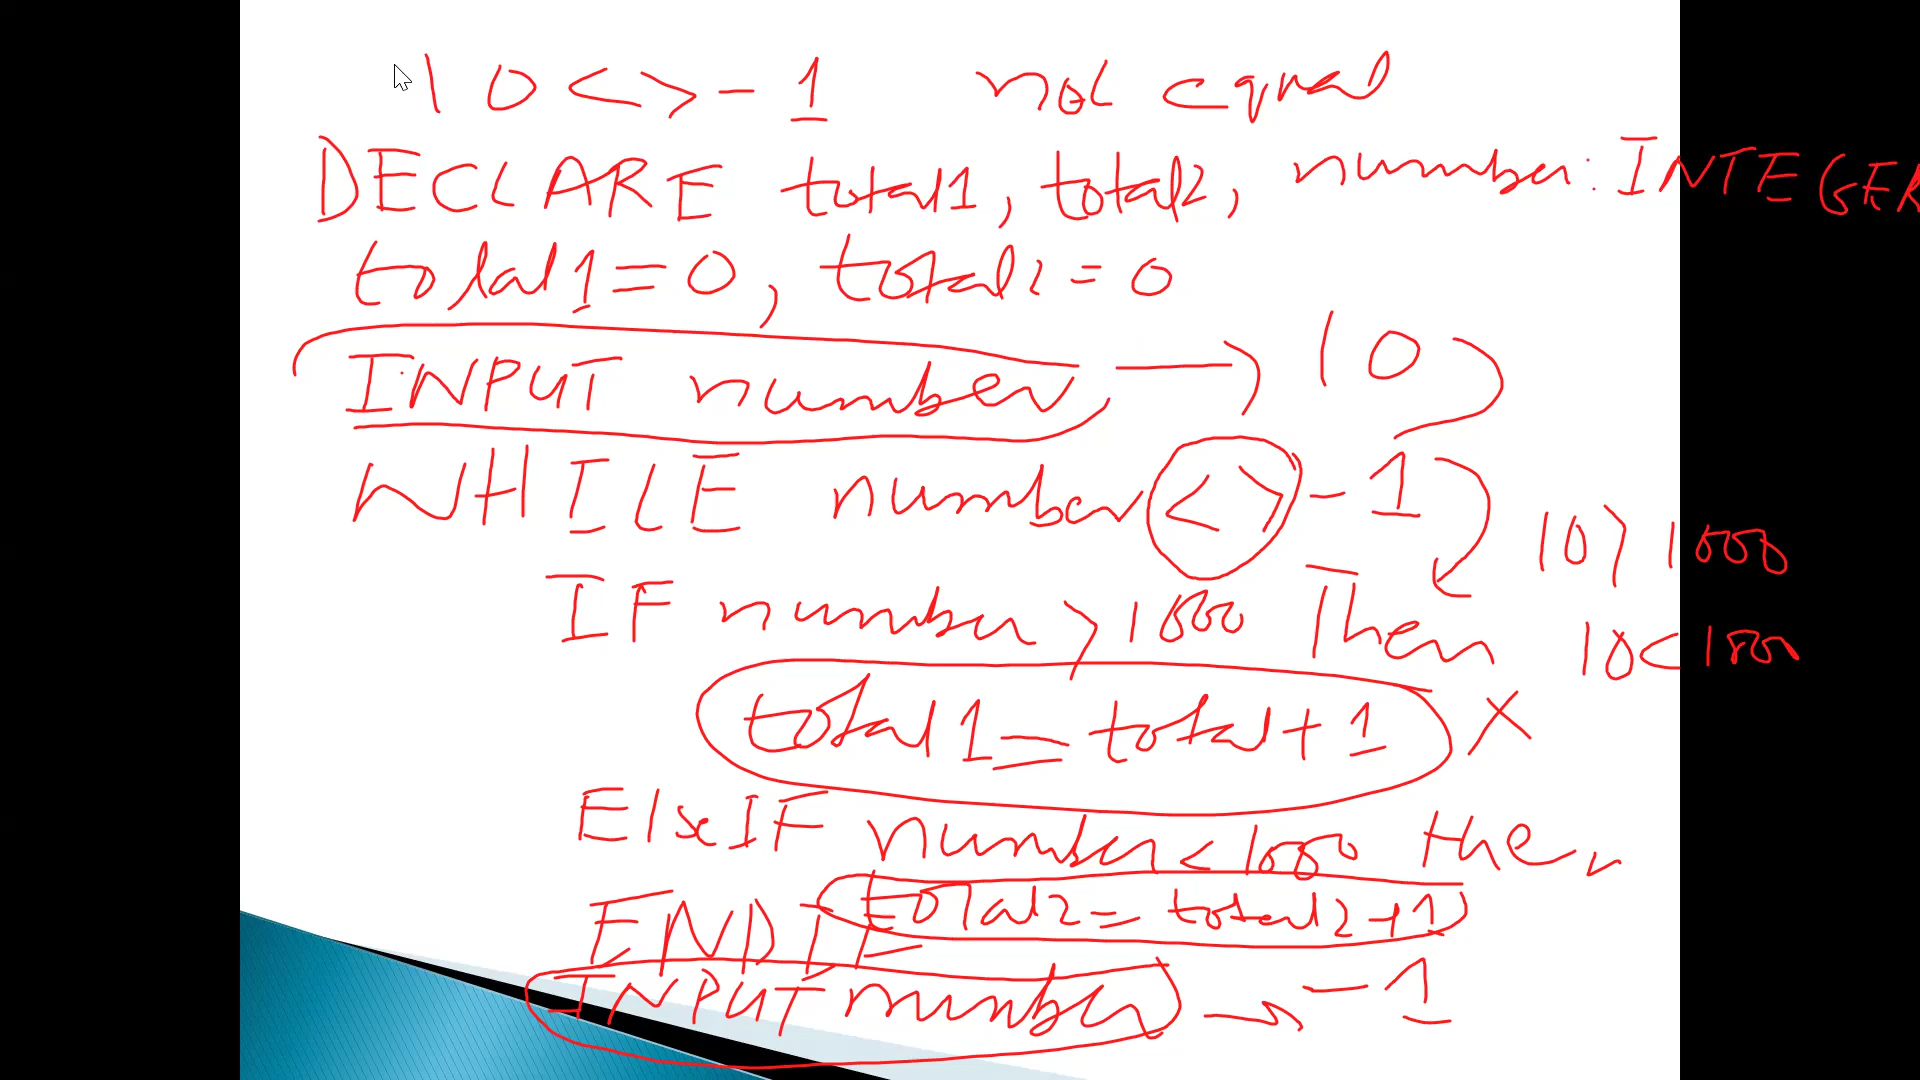 10 <> -1 not equal
DECLARE total1, total2, number: INTEGER
total1=0, total2=0
INPUT number → 10
WHILE number <> -1
10>1000
IF number>1000 Then
10<1000
total1=total+1 ×
ElseIF number<1000 then
total2=total2+1
ENDIF
INPUT number → -1